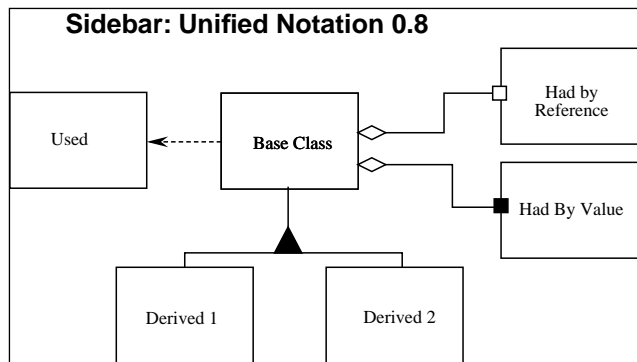 Sidebar: Unified Notation 0.8
Had by
Reference
Used
Base Class
Had By Value
Derived 1
Derived 2